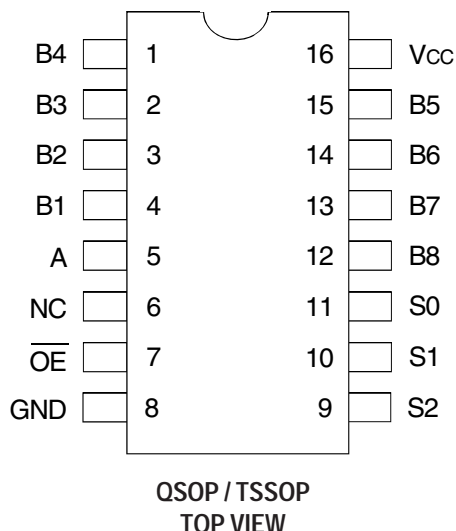 B4 1 16 Vcc
B3 2 15 B5
B2 3 14 B6
B1 4 13 B7
A 5 12 B8
NC 6 11 S0
OE 7 10 S1
GND 8 9 S2
QSOP / TSSOP
TOP VIEW